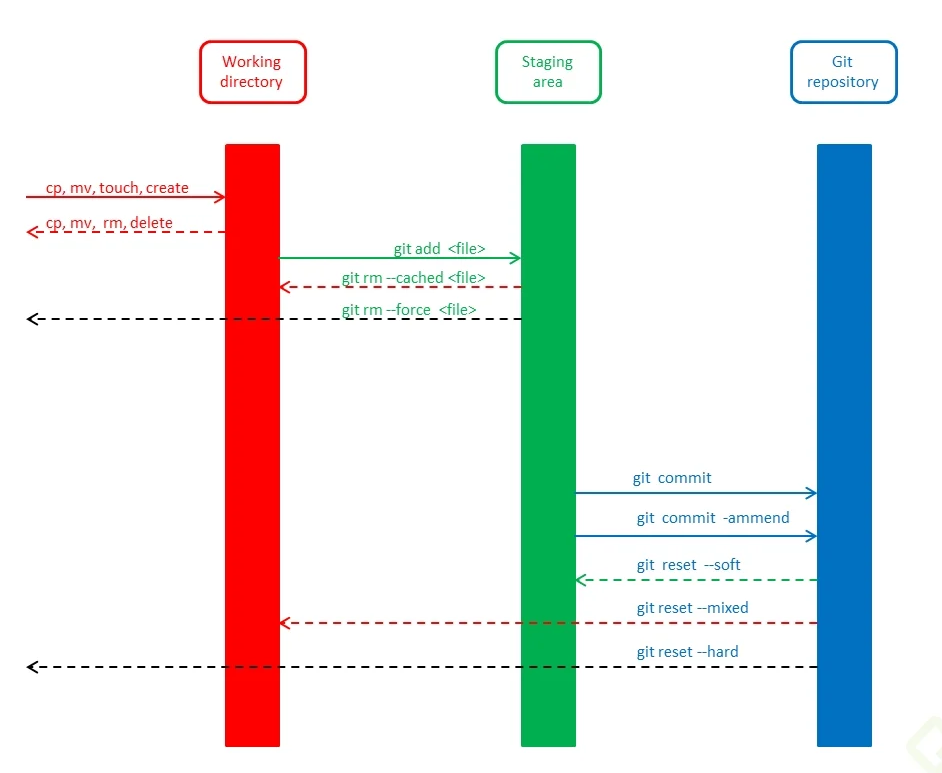 Working
directory
Staging
area
Git
repository
cp, mv, touch, create
cp, mv, rm, delete
git add <file>
git rm --cached <file>
git rm --force <file>
git commit
git commit -ammend
git reset --soft
git reset --mixed
git reset --hard